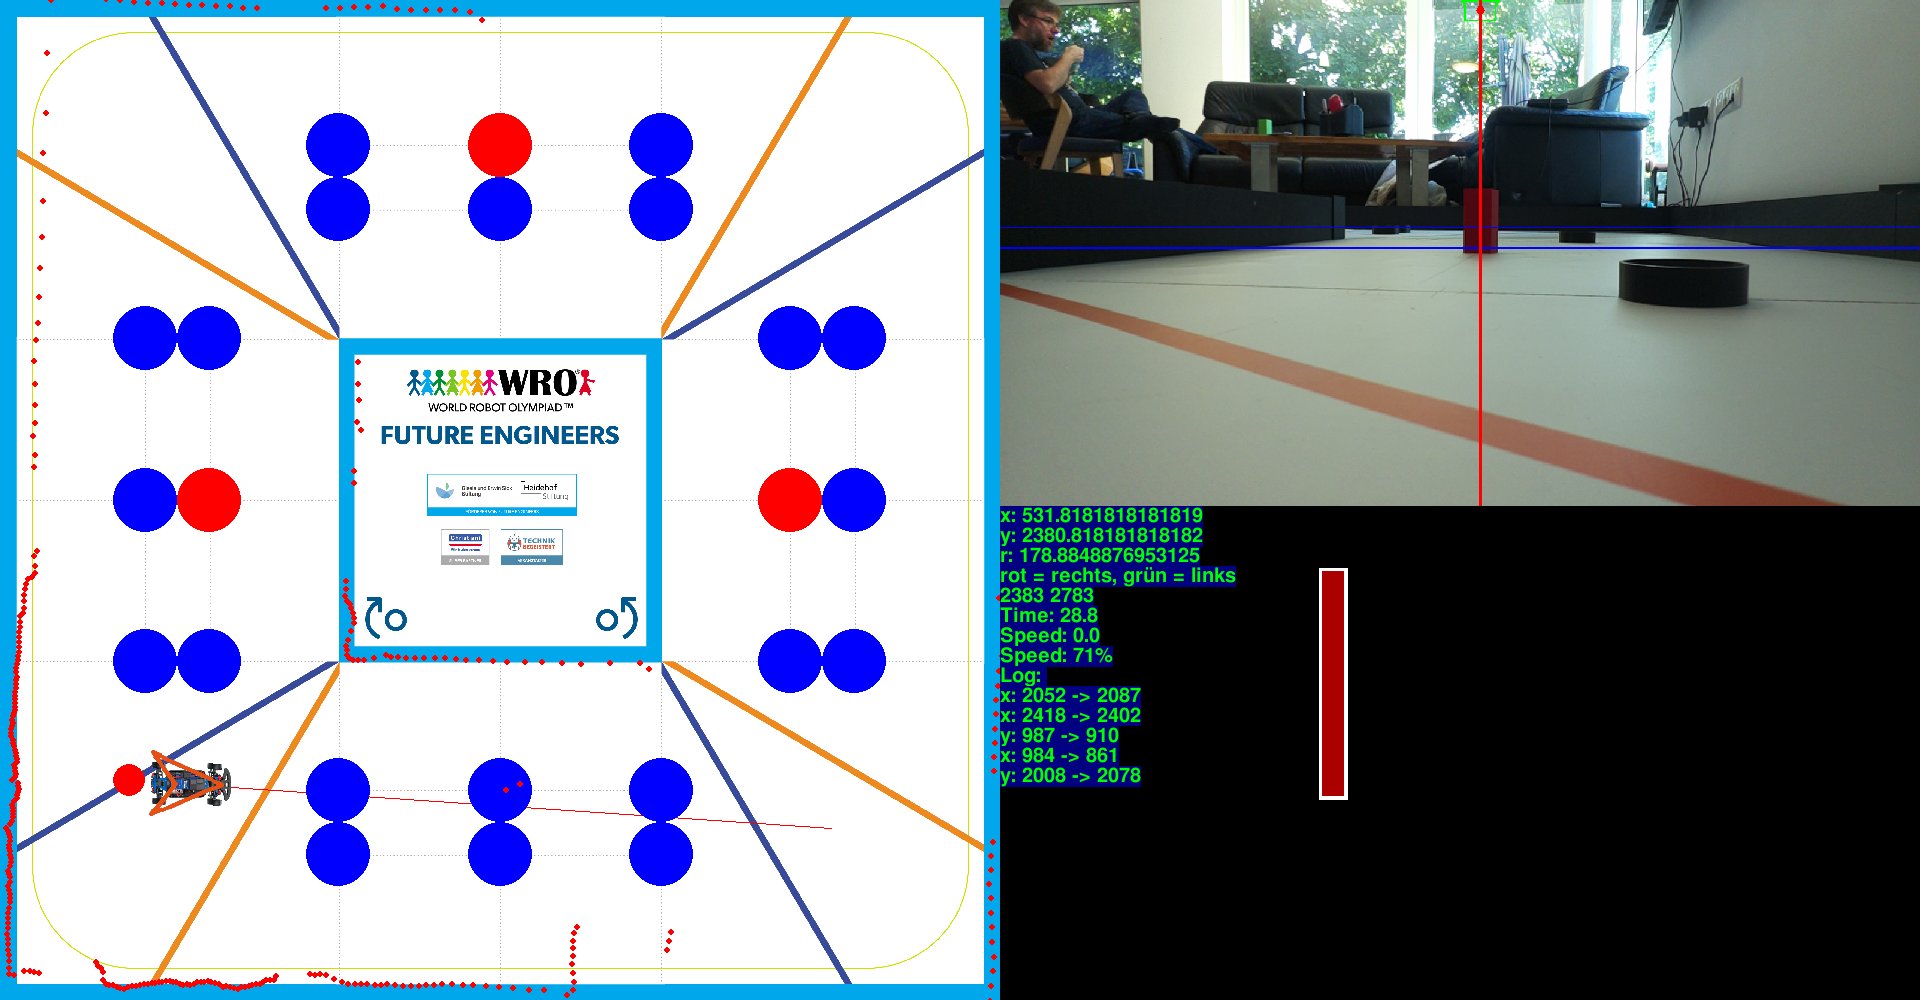 WRO
WORLD ROBOT OLYMPIAD™
FUTURE ENGINEERS
Heidehof
Stiftung
Christiani
TECHNIK
BEGEISTERT
x: 531.8181818181819
y: 2380.818181818182
r: 178.8848876953125
rot = rechts, grün = links
2383 2783
Time: 28.8
Speed: 0.0
Speed: 71%
Log:
x: 2052 -> 2087
x: 2418 -> 2402
y: 987 -> 910
x: 984 -> 861
y: 2008 -> 2078